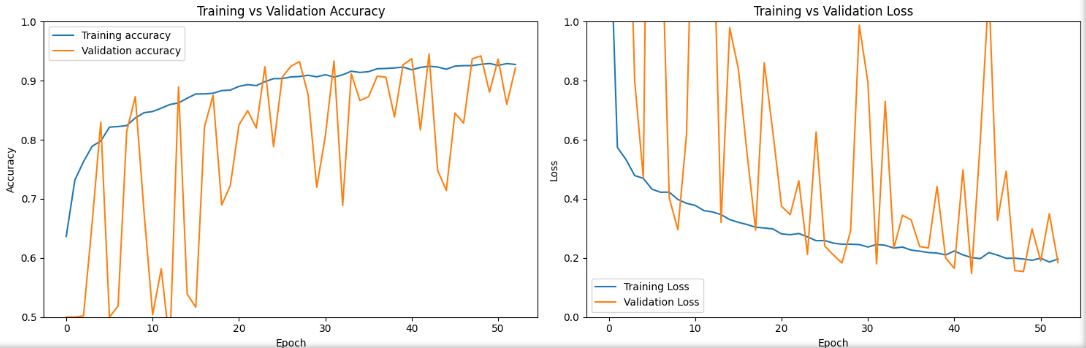 Training vs Validation Accuracy
1.0
0.9
0.8
0.7
0.6
0.5
Accuracy
Training accuracy
Validation accuracy
0 10 20 30 40 50
Epoch
Training vs Validation Loss
1.0
0.8
0.6
0.4
0.2
0.0
Loss
Training Loss
Validation Loss
0 10 20 30 40 50
Epoch